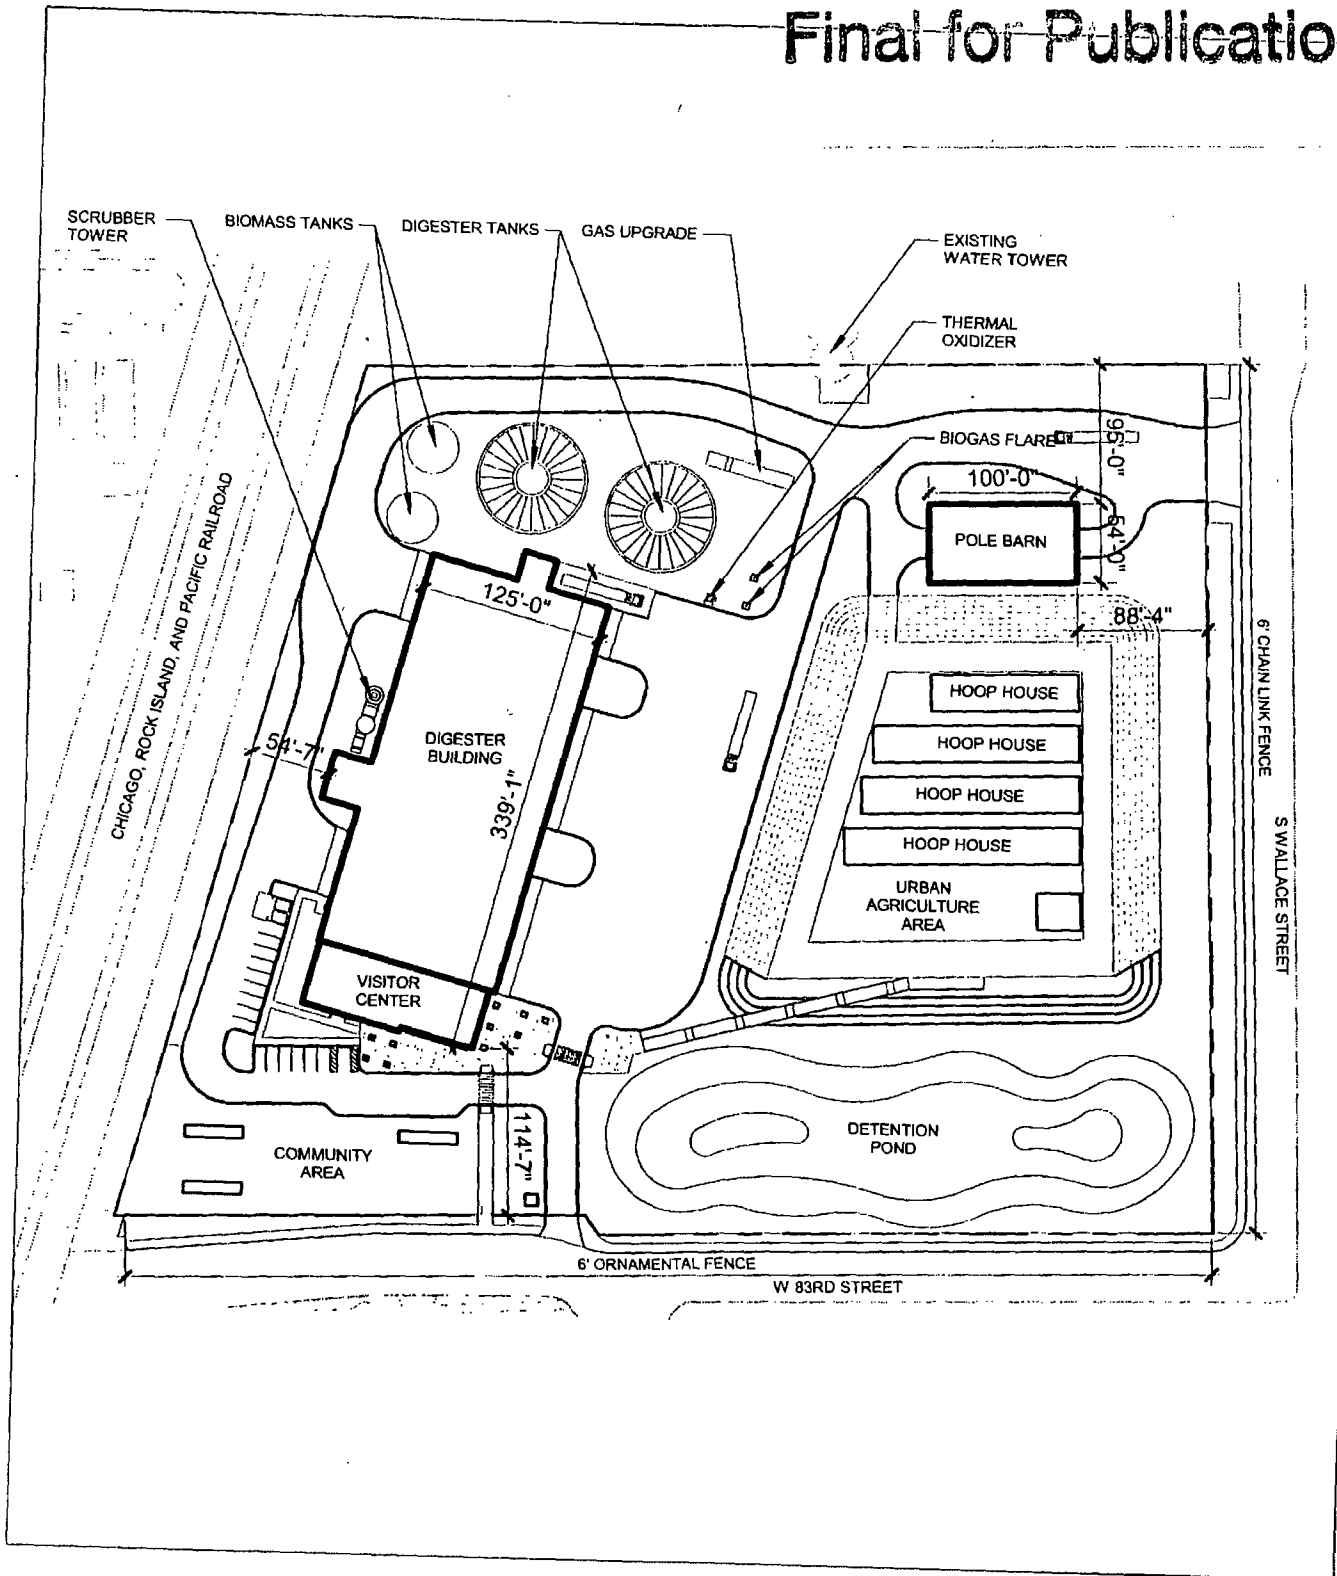 Final for Publicatio
SCRUBBER
TOWER
BIOMASS TANKS
DIGESTER TANKS
GAS UPGRADE
EXISTING
WATER TOWER
THERMAL
OXIDIZER
BIOGAS FLARE
96'-0"
100'-0"
POLE BARN
54'-0"
88'-4"
125'-0"
CHICAGO, ROCK ISLAND, AND PACIFIC RAILROAD
54'-7"
DIGESTER
BUILDING
339'-1"
HOOP HOUSE
HOOP HOUSE
HOOP HOUSE
HOOP HOUSE
URBAN
AGRICULTURE
AREA
6' CHAIN LINK FENCE
S WALLACE STREET
VISITOR
CENTER
114'-7"
COMMUNITY
AREA
DETENTION
POND
6' ORNAMENTAL FENCE
W 83RD STREET